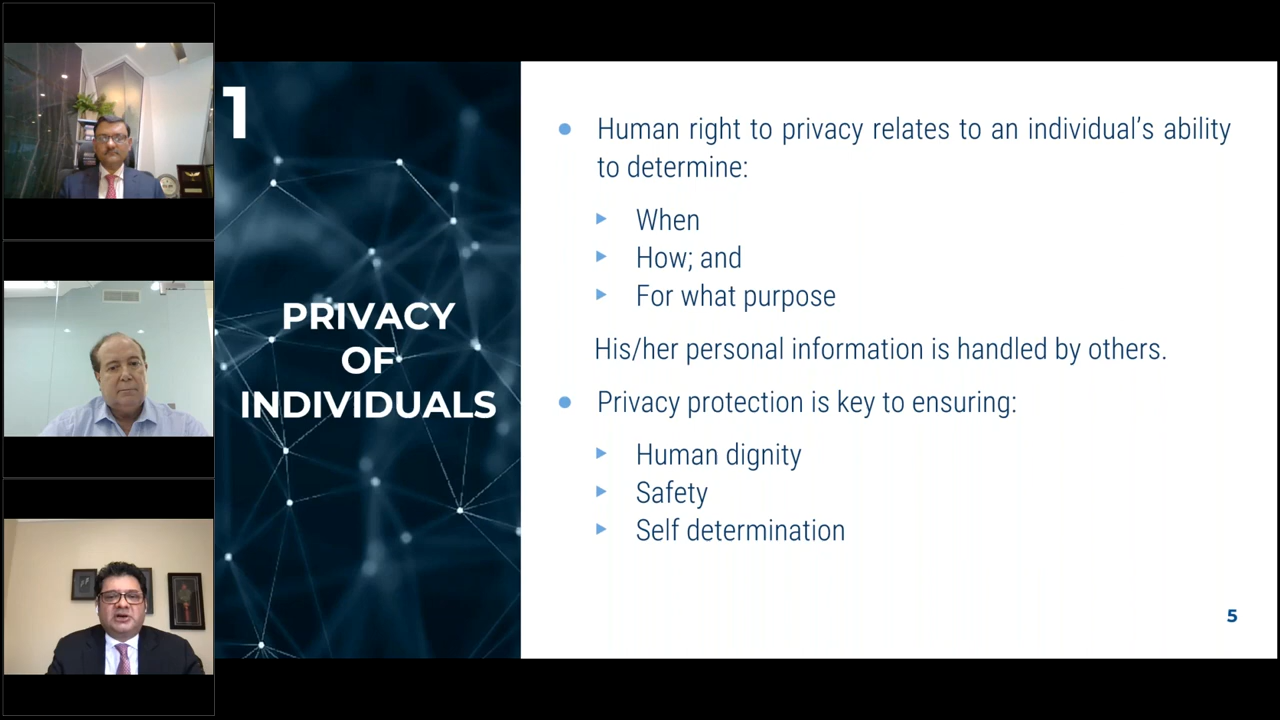 1
PRIVACY
OF
INDIVIDUALS
● Human right to privacy relates to an individual’s ability
to determine:
▸ When
▸ How; and
▸ For what purpose
His/her personal information is handled by others.
● Privacy protection is key to ensuring:
▸ Human dignity
▸ Safety
▸ Self determination
5